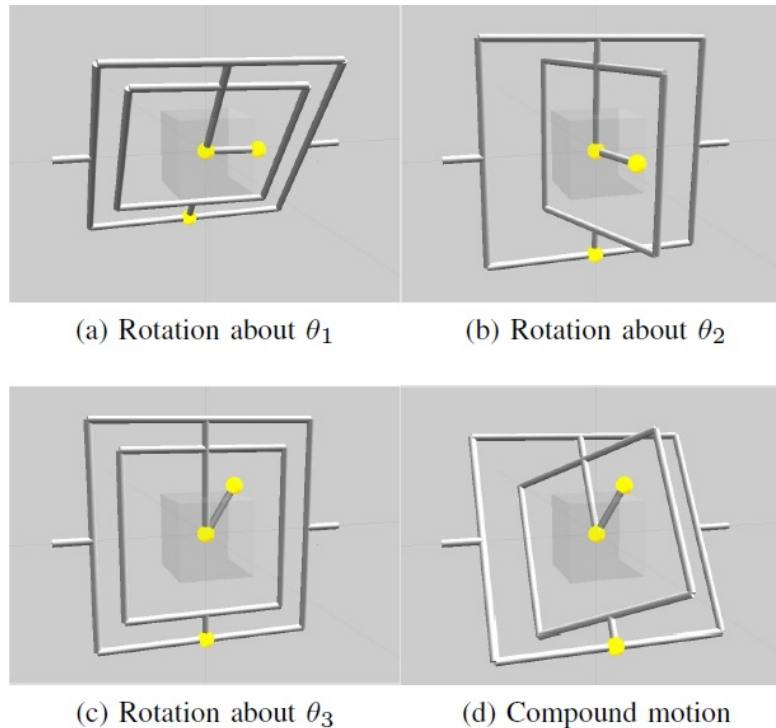 (a) Rotation about θ₁
(b) Rotation about θ₂
(c) Rotation about θ₃
(d) Compound motion